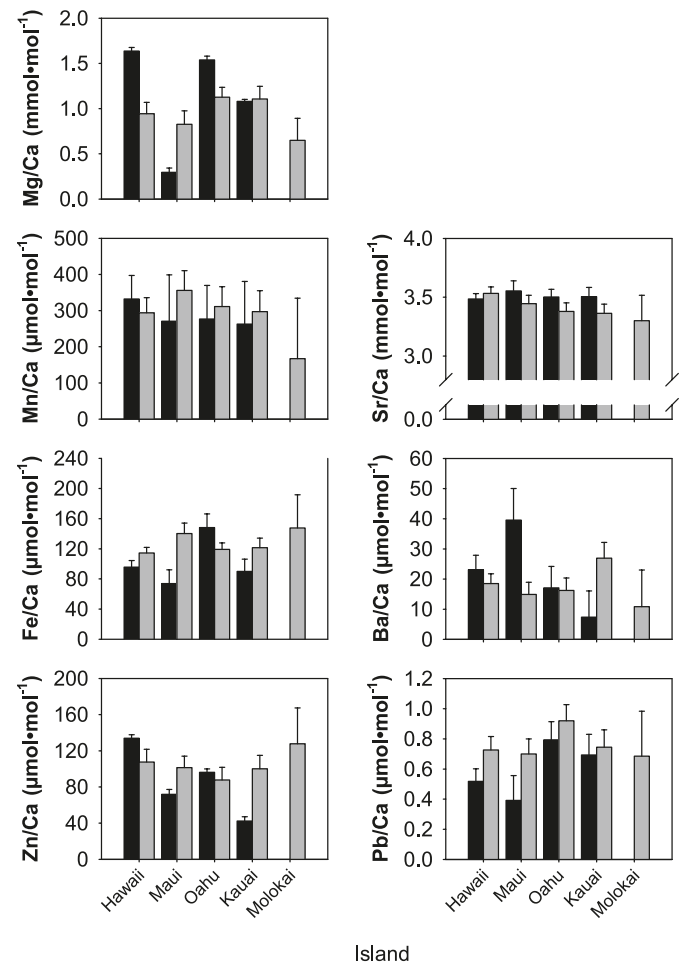 Mg/Ca (mmol•mol⁻¹)
2.0
1.5
1.0
0.5
0.0
Mn/Ca (µmol•mol⁻¹)
500
400
300
200
100
0
Sr/Ca (mmol•mol⁻¹)
4.0
3.5
3.0
0.0
Fe/Ca (µmol•mol⁻¹)
240
200
160
120
80
40
0
Ba/Ca (µmol•mol⁻¹)
60
50
40
30
20
10
0
Zn/Ca (µmol•mol⁻¹)
200
160
120
80
40
0
Hawaii
Maui
Oahu
Kauai
Molokai
Pb/Ca (µmol•mol⁻¹)
1.2
1.0
0.8
0.6
0.4
0.2
0.0
Hawaii
Maui
Oahu
Kauai
Molokai
Island